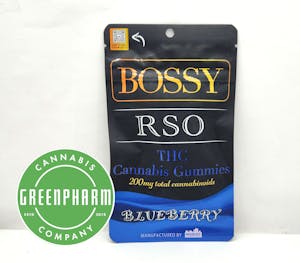 BOSSY
RSO
THC
Cannabis Gummies
200mg total cannabinoids
BLUEBERRY
MANUFACTURED BY
CANNABIS
GREENPHARM
COMPANY